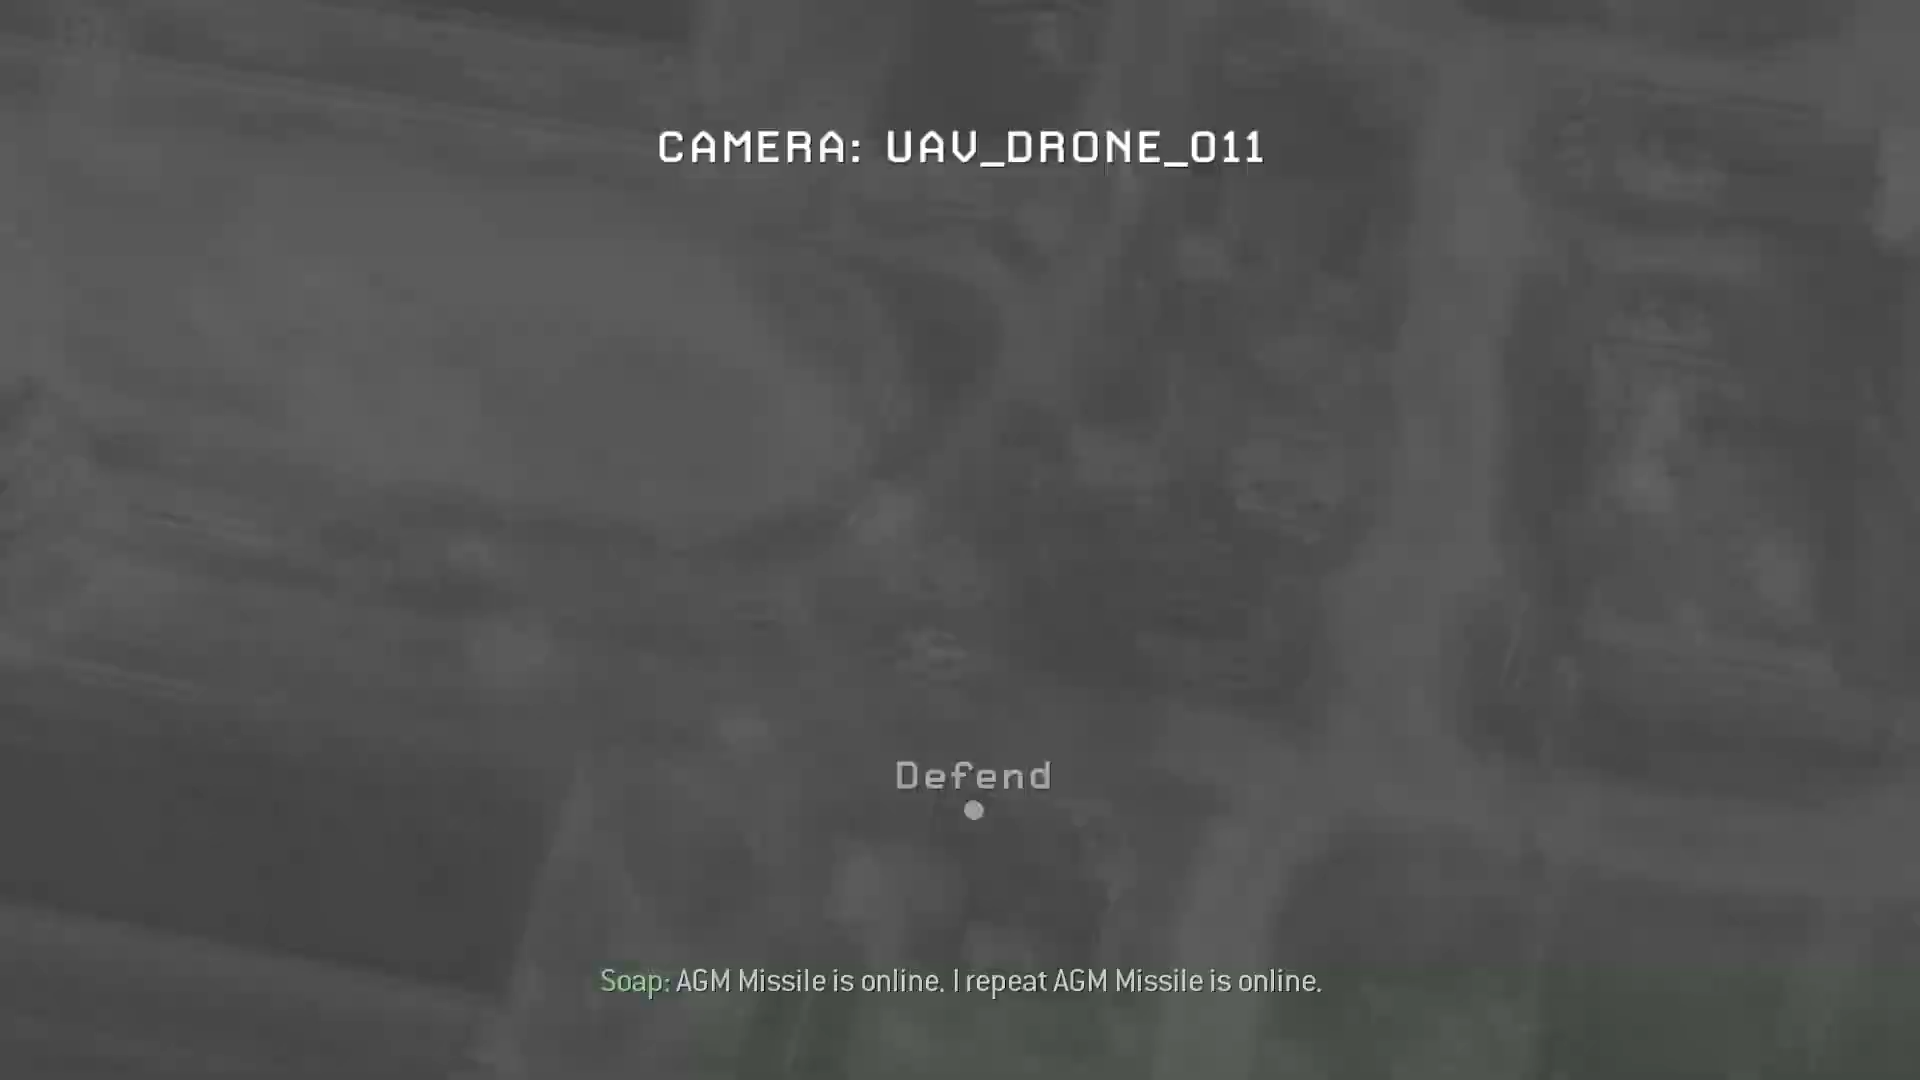 CAMERA: UAV_DRONE_011
Defend
Soap: AGM Missile is online. I repeat AGM Missile is online.